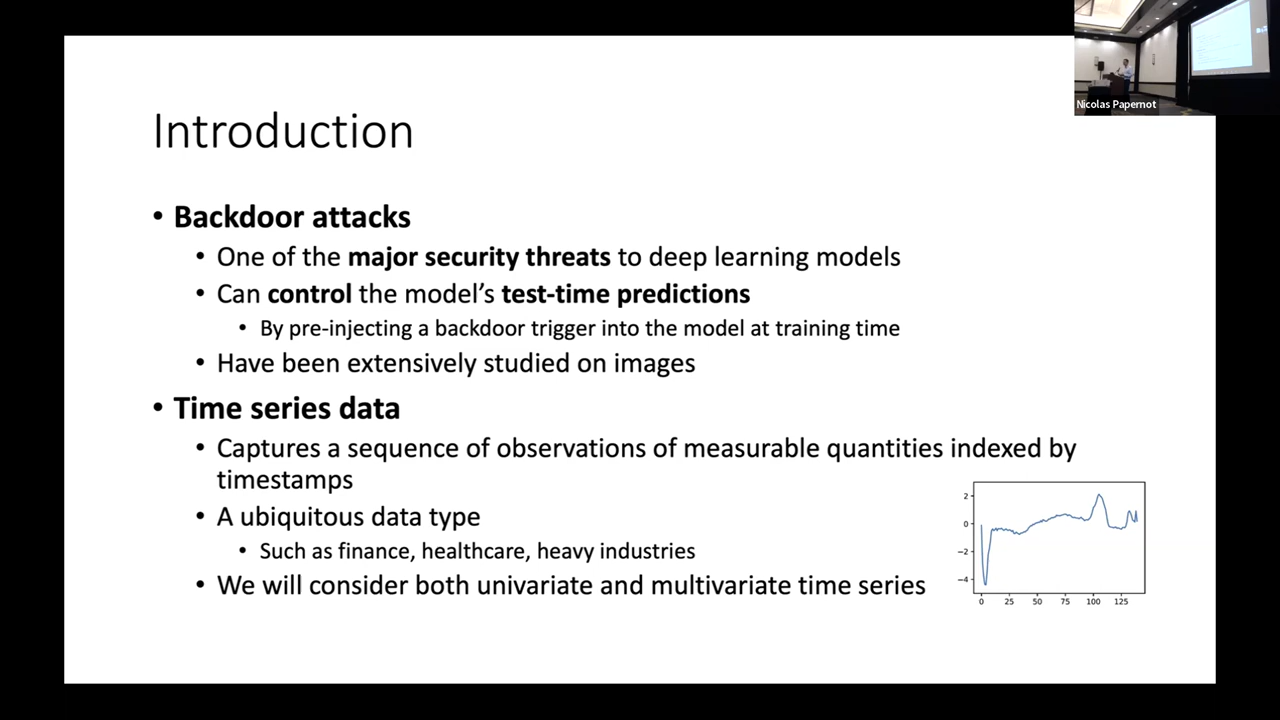 Nicolas Papernot
Introduction
• Backdoor attacks
• One of the major security threats to deep learning models
• Can control the model's test-time predictions
• By pre-injecting a backdoor trigger into the model at training time
• Have been extensively studied on images
• Time series data
• Captures a sequence of observations of measurable quantities indexed by
timestamps
• A ubiquitous data type
• Such as finance, healthcare, heavy industries
• We will consider both univariate and multivariate time series
2
0
−2
−4
0 25 50 75 100 125